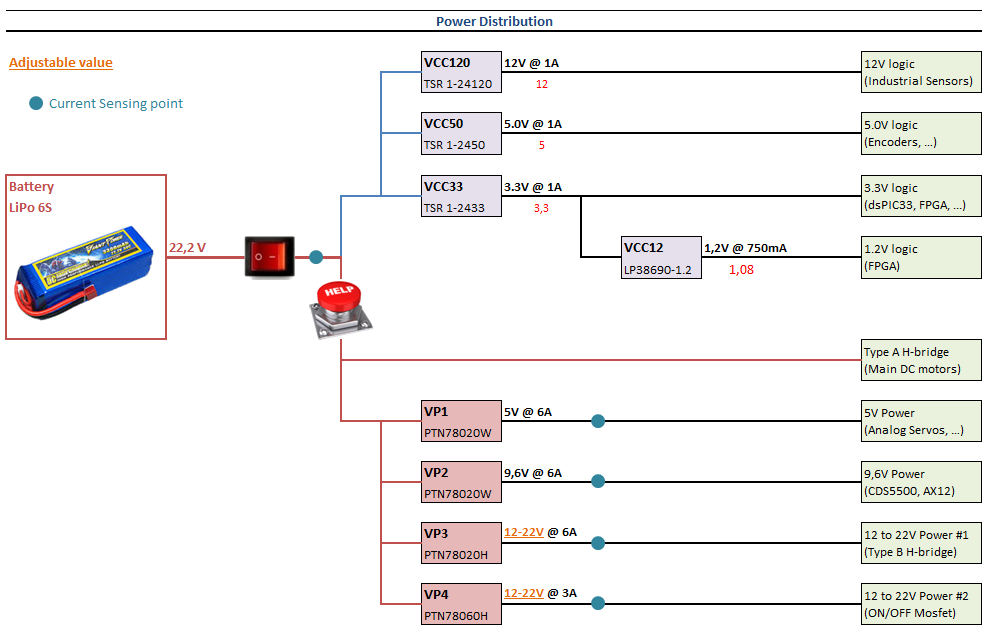 Power Distribution
Adjustable value
Current Sensing point
Battery
LiPo 6S
22,2 V
HELP
VCC120
TSR 1-24120
12V @ 1A
12
12V logic
(Industrial Sensors)
VCC50
TSR 1-2450
5.0V @ 1A
5
5.0V logic
(Encoders, ...)
VCC33
TSR 1-2433
3.3V @ 1A
3,3
3.3V logic
(dsPIC33, FPGA, ...)
VCC12
LP38690-1.2
1,2V @ 750mA
1,08
1.2V logic
(FPGA)
Type A H-bridge
(Main DC motors)
VP1
PTN78020W
5V @ 6A
5V Power
(Analog Servos, ...)
VP2
PTN78020W
9,6V @ 6A
9,6V Power
(CDS5500, AX12)
VP3
PTN78020H
12-22V @ 6A
12 to 22V Power #1
(Type B H-bridge)
VP4
PTN78060H
12-22V @ 3A
12 to 22V Power #2
(ON/OFF Mosfet)